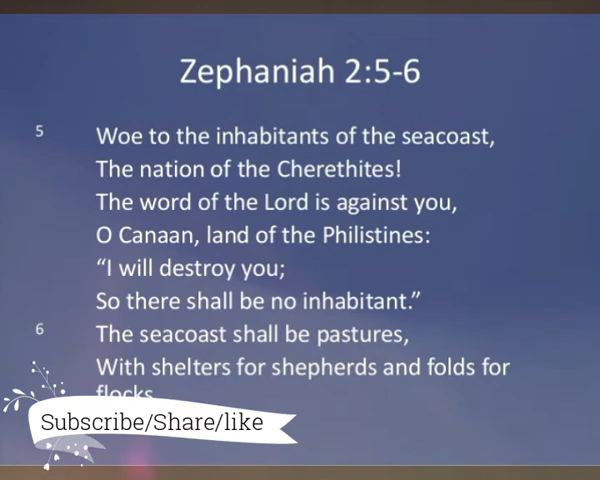 Zephaniah 2:5-6
5 Woe to the inhabitants of the seacoast,
The nation of the Cherethites!
The word of the Lord is against you,
O Canaan, land of the Philistines:
“I will destroy you;
So there shall be no inhabitant.”
6 The seacoast shall be pastures,
With shelters for shepherds and folds for
flocks
Subscribe/Share/like